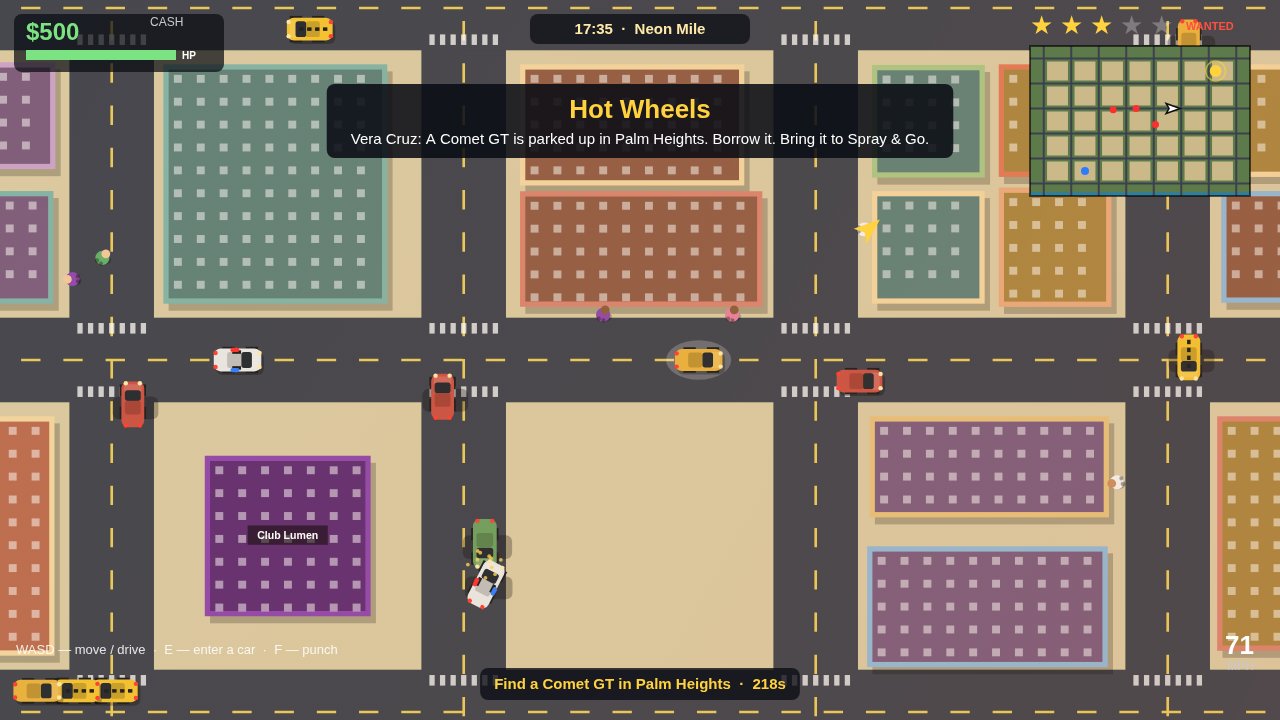 $500
CASH
HP
17:35 · Neon Mile
WANTED
Hot Wheels
Vera Cruz: A Comet GT is parked up in Palm Heights. Borrow it. Bring it to Spray & Go.
Club Lumen
WASD — move / drive · E — enter a car · F — punch
71
Find a Comet GT in Palm Heights · 218s